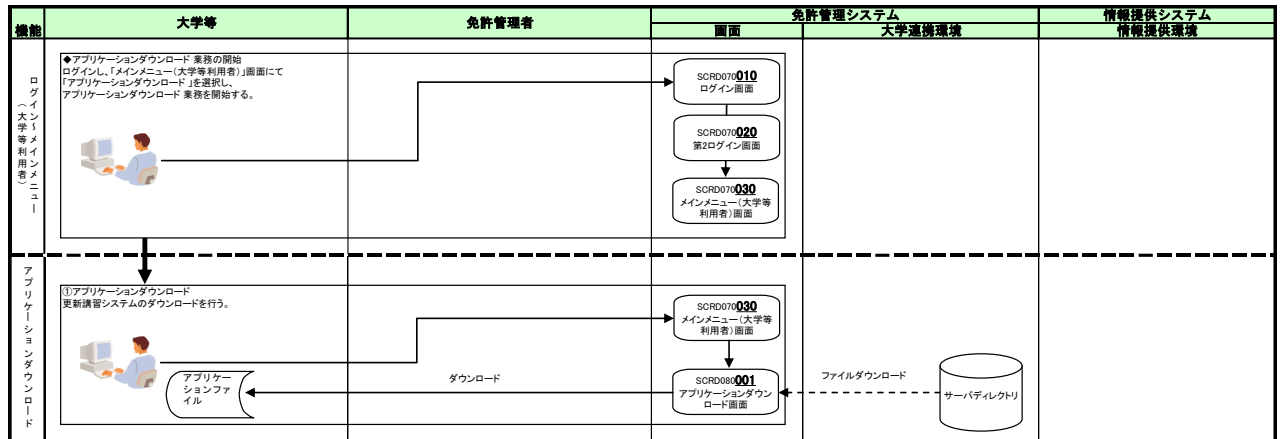 機能
大学等
免許管理者
免許管理システム
画面
大学連携環境
情報提供システム
情報提供環境
ログイン～メインメニュー
（大学等利用者）
◆アプリケーションダウンロード 業務の開始
ログインし、「メインメニュー（大学等利用者）」画面にて
「アプリケーションダウンロード 」を選択し、
アプリケーションダウンロード 業務を開始する。
SCRD070010
ログイン画面
SCRD070020
第2ログイン画面
SCRD070030
メインメニュー（大学等
利用者）画面
アプリケーションダウンロード
①アプリケーションダウンロード
更新講習システムのダウンロードを行う。
SCRD070030
メインメニュー（大学等
利用者）画面
アプリケー
ションファ
イル
ダウンロード
SCRD080001
アプリケーションダウン
ロード画面
ファイルダウンロード
サーバディレクトリ